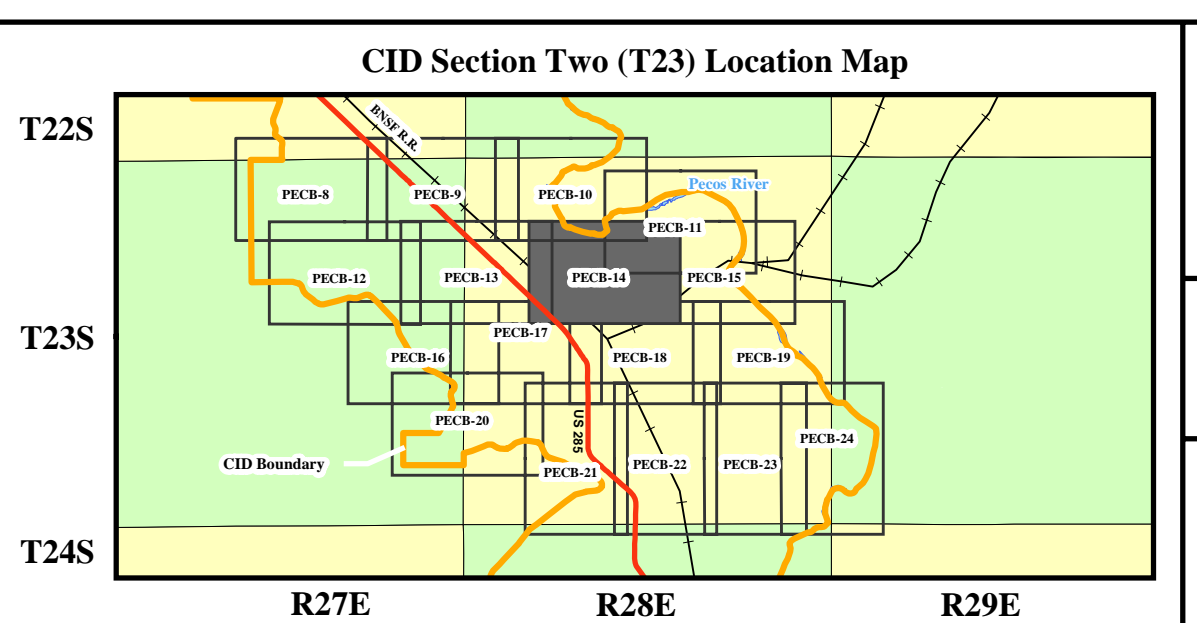 CID Section Two (T23) Location Map
T22S
T23S
T24S
BNSF R.R.
Pecos River
PECB-8
PECB-9
PECB-10
PECB-11
PECB-12
PECB-13
PECB-14
PECB-15
PECB-16
PECB-17
PECB-18
PECB-19
PECB-20
PECB-21
PECB-22
PECB-23
PECB-24
US 285
CID Boundary
R27E
R28E
R29E